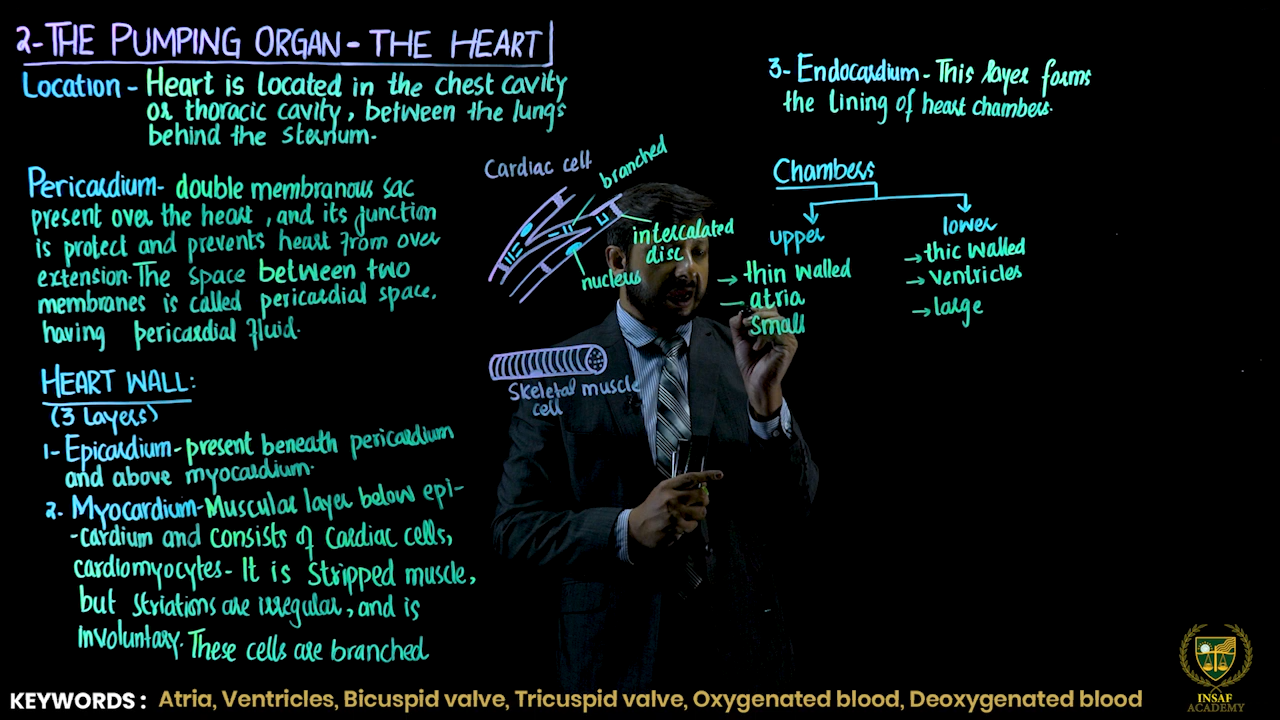 2-THE PUMPING ORGAN- THE HEART
Location- Heart is located in the chest cavity
or thoracic cavity, between the lungs
behind the sternum.
Pericardium- double membranous sac
present over the heart, and its junction
is protect and prevents heart from over
extension. The space between two
membranes is called pericardial space,
having pericardial fluid.
HEART WALL:
(3 Layers)
1- Epicardium- present beneath pericardium
and above myocardium.
2. Myocardium- Muscular layer below epi-
-cardium and consists of cardiac cells,
cardiomyocytes- It is stripped muscle,
but striations are irregular, and is
involuntary. These cells are branched
Cardiac cell
branched
intercalated
disc
nucleus
Skeletal muscle
cell
3- Endocardium- This layer forms
the lining of heart chambers.
Chambers
upper
→ thin walled
— atria
small
lower
→ thic walled
→ ventricles
→ large
KEYWORDS : Atria, Ventricles, Bicuspid valve, Tricuspid valve, Oxygenated blood, Deoxygenated blood
INSAF
ACADEMY